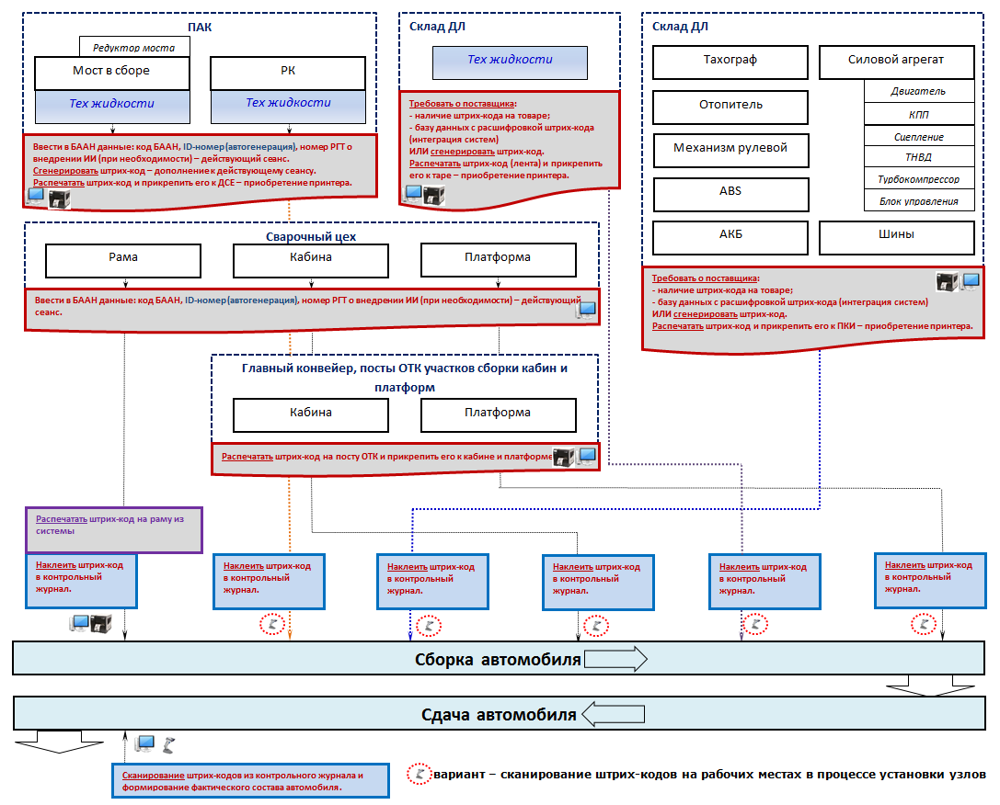 ПАК
Редуктор моста
Мост в сборе
РК
Тех жидкости
Тех жидкости
Ввести в БААН данные: код БААН, ID-номер(автогенерация), номер РГТ о
внедрении ИИ (при необходимости) – действующий сеанс.
Сгенерировать штрих-код – дополнение к действующему сеансу.
Распечатать штрих-код и прикрепить его к ДСЕ – приобретение принтера.
Склад ДЛ
Тех жидкости
Требовать о поставщика:
- наличие штрих-кода на товаре;
- базу данных с расшифровкой штрих-кода
(интеграция систем)
ИЛИ сгенерировать штрих-код.
Распечатать штрих-код (лента) и прикрепить
его к таре – приобретение принтера.
Склад ДЛ
Тахограф
Силовой агрегат
Двигатель
Отопитель
КПП
Сцепление
Механизм рулевой
ТНВД
Турбокомпрессор
ABS
Блок управления
АКБ
Шины
Требовать о поставщика:
- наличие штрих-кода на товаре;
- базу данных с расшифровкой штрих-кода (интеграция систем)
ИЛИ сгенерировать штрих-код.
Распечатать штрих-код и прикрепить его к ПКИ – приобретение принтера.
Сварочный цех
Рама
Кабина
Платформа
Ввести в БААН данные: код БААН, ID-номер(автогенерация), номер РГТ о внедрении ИИ (при необходимости) – действующий
сеанс.
Главный конвейер, посты ОТК участков сборки кабин и
платформ
Кабина
Платформа
Распечатать штрих-код на посту ОТК и прикрепить его к кабине и платформе
Распечатать штрих-код на раму из
системы
Наклеить штрих-код
в контрольный
журнал.
Наклеить штрих-код
в контрольный
журнал.
Наклеить штрих-код
в контрольный
журнал.
Наклеить штрих-код
в контрольный
журнал.
Наклеить штрих-код
в контрольный
журнал.
Наклеить штрих-код
в контрольный
журнал.
Сборка автомобиля
Сдача автомобиля
Сканирование штрих-кодов из контрольного журнала и
формирование фактического состава автомобиля.
вариант – сканирование штрих-кодов на рабочих местах в процессе установки узлов